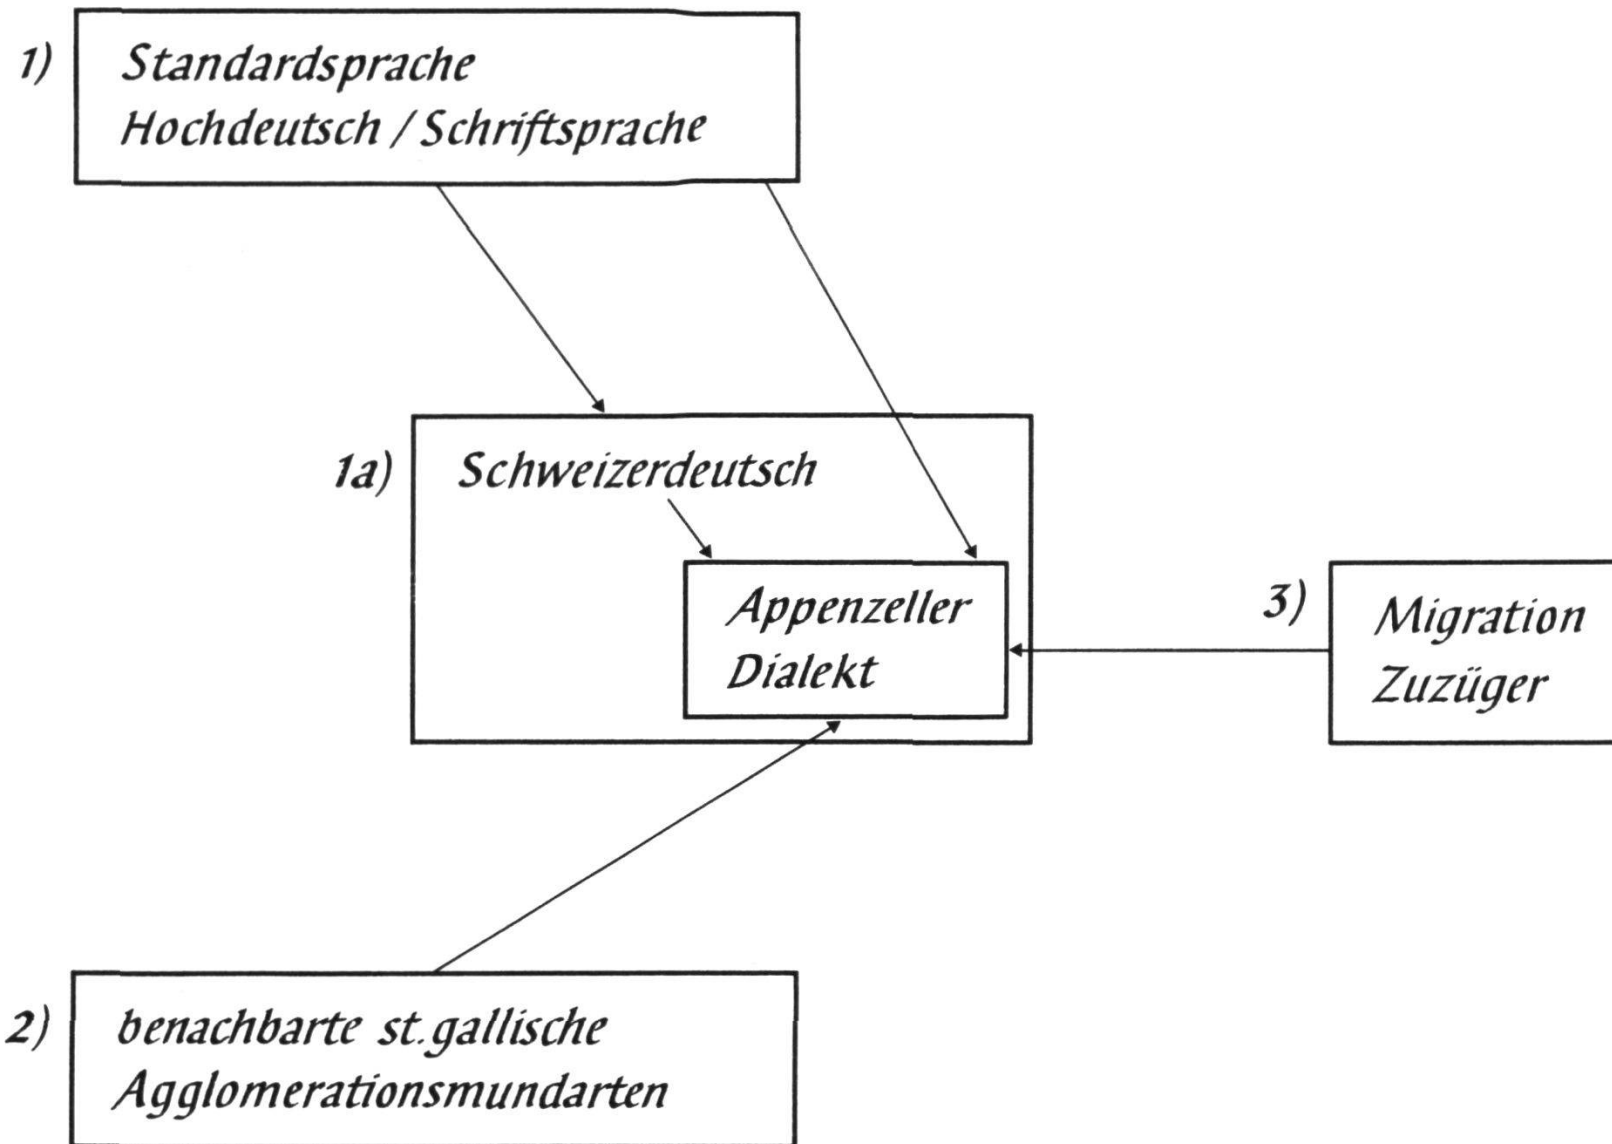 1) Standardsprache
Hochdeutsch / Schriftsprache
1a) Schweizerdeutsch
Appenzeller
Dialekt
3) Migration
Zuzüger
2) benachbarte st.gallische
Agglomerationsmundarten